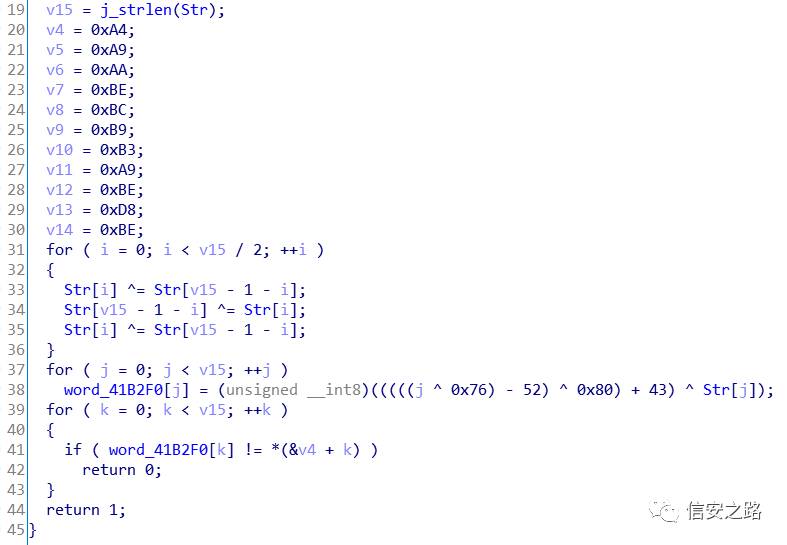 19 v15 = j_strlen(Str);
20 v4 = 0xA4;
21 v5 = 0xA9;
22 v6 = 0xAA;
23 v7 = 0xBE;
24 v8 = 0xBC;
25 v9 = 0xB9;
26 v10 = 0xB3;
27 v11 = 0xA9;
28 v12 = 0xBE;
29 v13 = 0xD8;
30 v14 = 0xBE;
31 for ( i = 0; i < v15 / 2; ++i )
32 {
33 Str[i] ^= Str[v15 - 1 - i];
34 Str[v15 - 1 - i] ^= Str[i];
35 Str[i] ^= Str[v15 - 1 - i];
36 }
37 for ( j = 0; j < v15; ++j )
38 word_41B2F0[j] = (unsigned __int8)(((((j ^ 0x76) - 52) ^ 0x80) + 43) ^ Str[j]);
39 for ( k = 0; k < v15; ++k )
40 {
41 if ( word_41B2F0[k] != *(&v4 + k) )
42 return 0;
43 }
44 return 1;
45 }
信安之路